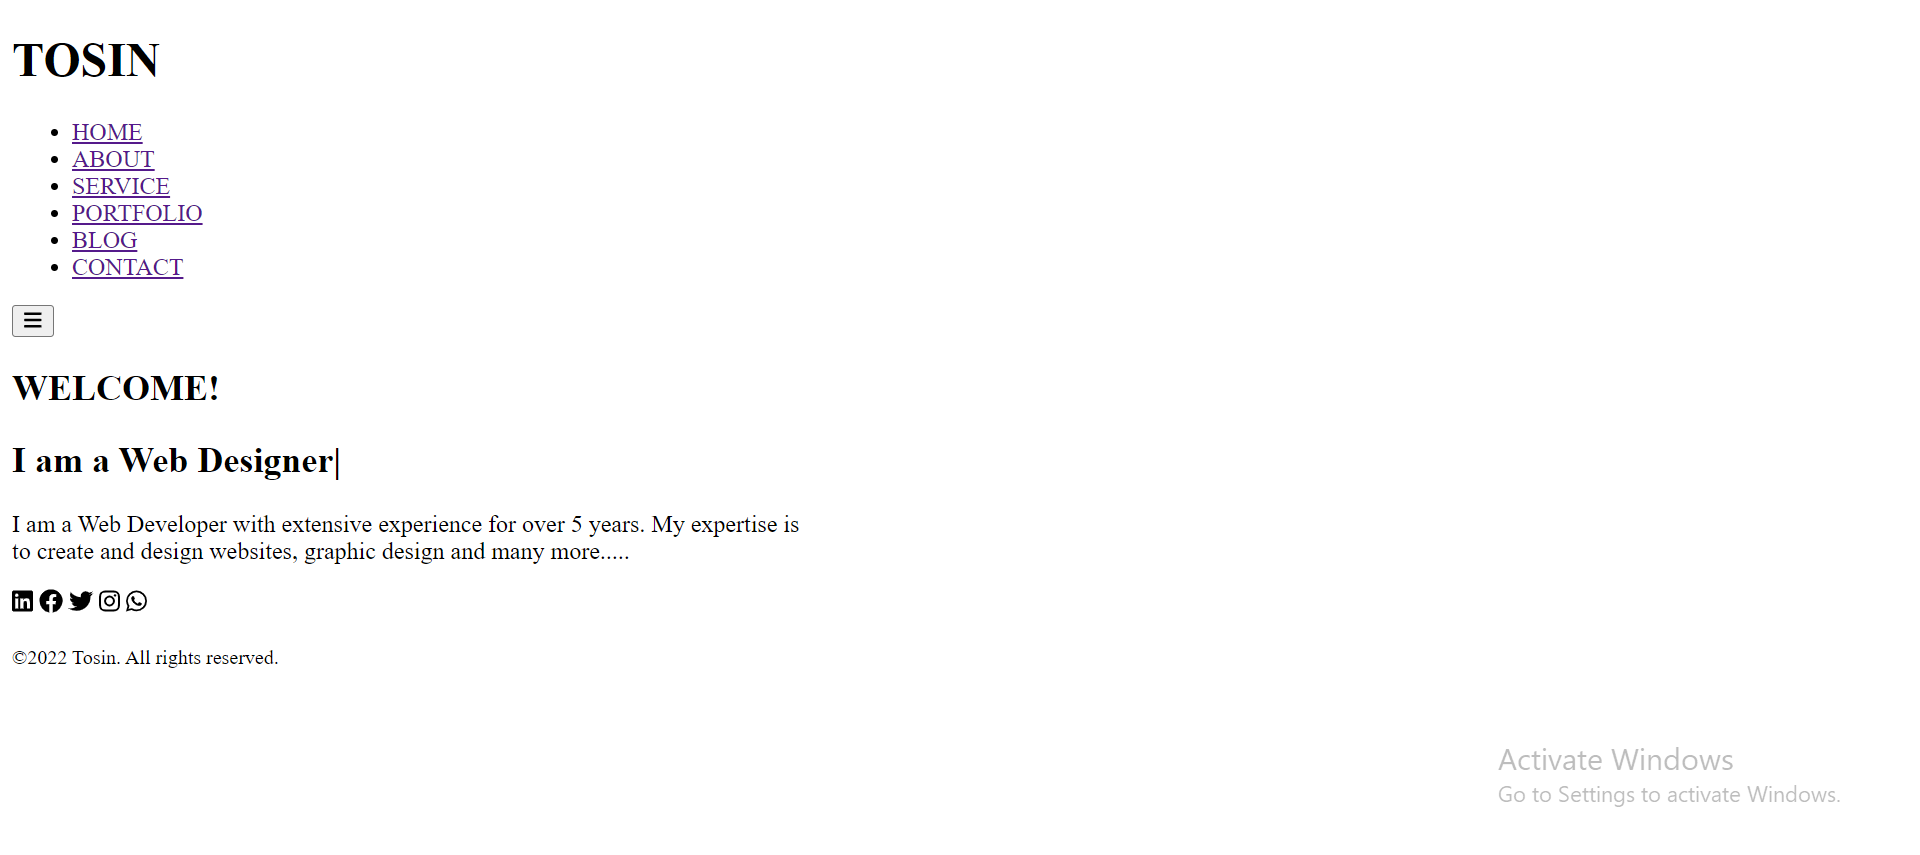 TOSIN
HOME
ABOUT
SERVICE
PORTFOLIO
BLOG
CONTACT
WELCOME!
I am a Web Designer|
I am a Web Developer with extensive experience for over 5 years. My expertise is
to create and design websites, graphic design and many more.....
©2022 Tosin. All rights reserved.
Activate Windows
Go to Settings to activate Windows.